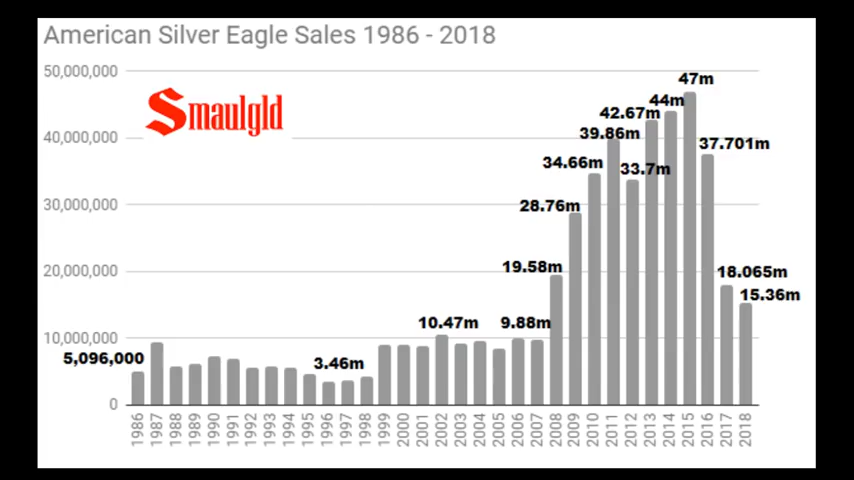 American Silver Eagle Sales 1986 - 2018
Smaulgld
50,000,000
40,000,000
30,000,000
20,000,000
10,000,000
0
5,096,000
3.46m
10.47m
9.88m
19.58m
28.76m
34.66m
39.86m
33.7m
42.67m
44m
47m
37.701m
18.065m
15.36m
1986
1987
1988
1989
1990
1991
1992
1993
1994
1995
1996
1997
1998
1999
2000
2001
2002
2003
2004
2005
2006
2007
2008
2009
2010
2011
2012
2013
2014
2015
2016
2017
2018